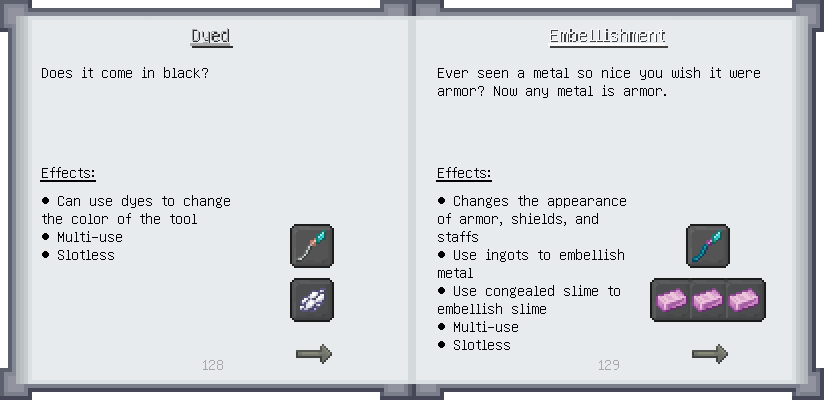 Dyed
Does it come in black?
Effects:
● Can use dyes to change
the color of the tool
● Multi-use
● Slotless
128
Embellishment
Ever seen a metal so nice you wish it were
armor? Now any metal is armor.
Effects:
● Changes the appearance
of armor, shields, and
staffs
● Use ingots to embellish
metal
● Use congealed slime to
embellish slime
● Multi-use
● Slotless
129